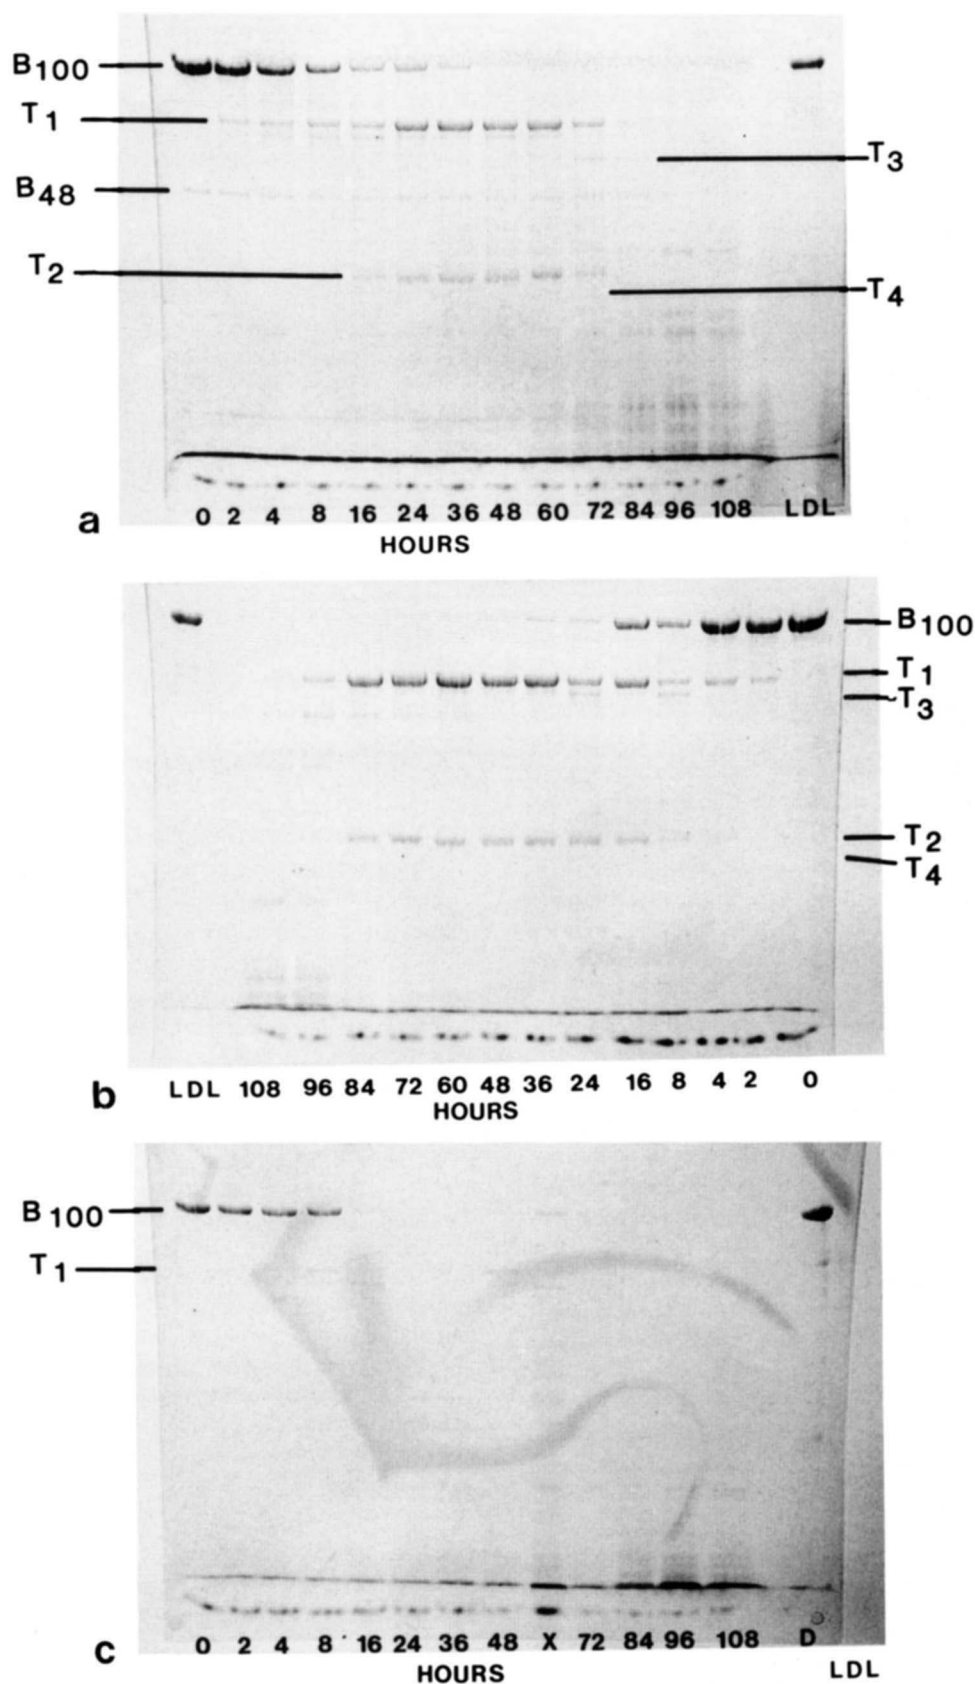 B100
T1
B48
T2
T3
T4
a
0 2 4 8 16 24 36 48 60 72 84 96 108 LDL
HOURS
B100
T1
T3
T2
T4
b
LDL 108 96 84 72 60 48 36 24 16 8 4 2 0
HOURS
B100
T1
c
0 2 4 8 16 24 36 48 X 72 84 96 108 D
HOURS
LDL